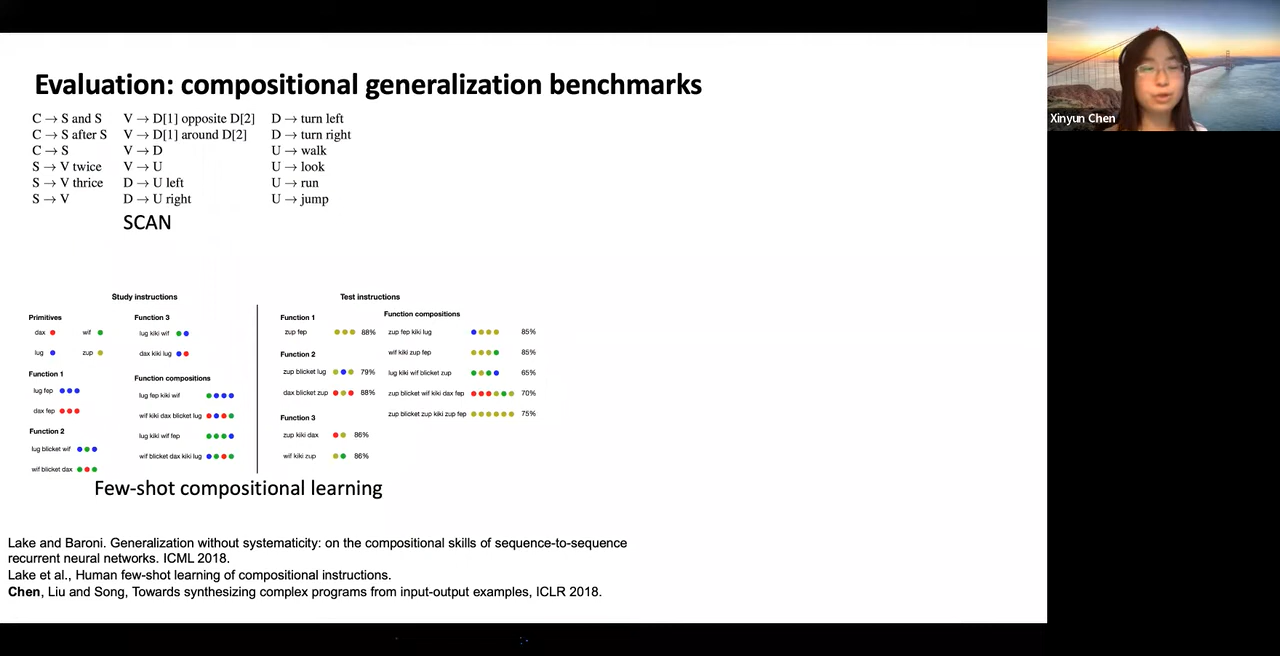 Evaluation: compositional generalization benchmarks
C → S and S
C → S after S
C → S
S → V twice
S → V thrice
S → V
V → D[1] opposite D[2]
V → D[1] around D[2]
V → D
V → U
D → U left
D → U right
D → turn left
D → turn right
U → walk
U → look
U → run
U → jump
SCAN
Study instructions
Primitives
dax
wif
lug
zup
Function 1
lug fep
dax fep
Function 2
lug blicket wif
wif blicket dax
Function 3
lug kiki wif
dax kiki lug
Function compositions
lug fep kiki wif
wif kiki dax blicket lug
lug kiki wif fep
wif blicket dax kiki lug
Test instructions
Function 1
zup fep 88%
Function 2
zup blicket lug 79%
dax blicket zup 88%
Function 3
zup kiki dax 86%
wif kiki zup 86%
Function compositions
zup fep kiki lug 85%
wif kiki zup fep 85%
lug kiki wif blicket zup 65%
zup blicket wif kiki dax fep 70%
zup blicket zup kiki zup fep 75%
Few-shot compositional learning
Lake and Baroni. Generalization without systematicity: on the compositional skills of sequence-to-sequence
recurrent neural networks. ICML 2018.
Lake et al., Human few-shot learning of compositional instructions.
Chen, Liu and Song, Towards synthesizing complex programs from input-output examples, ICLR 2018.
Xinyun Chen